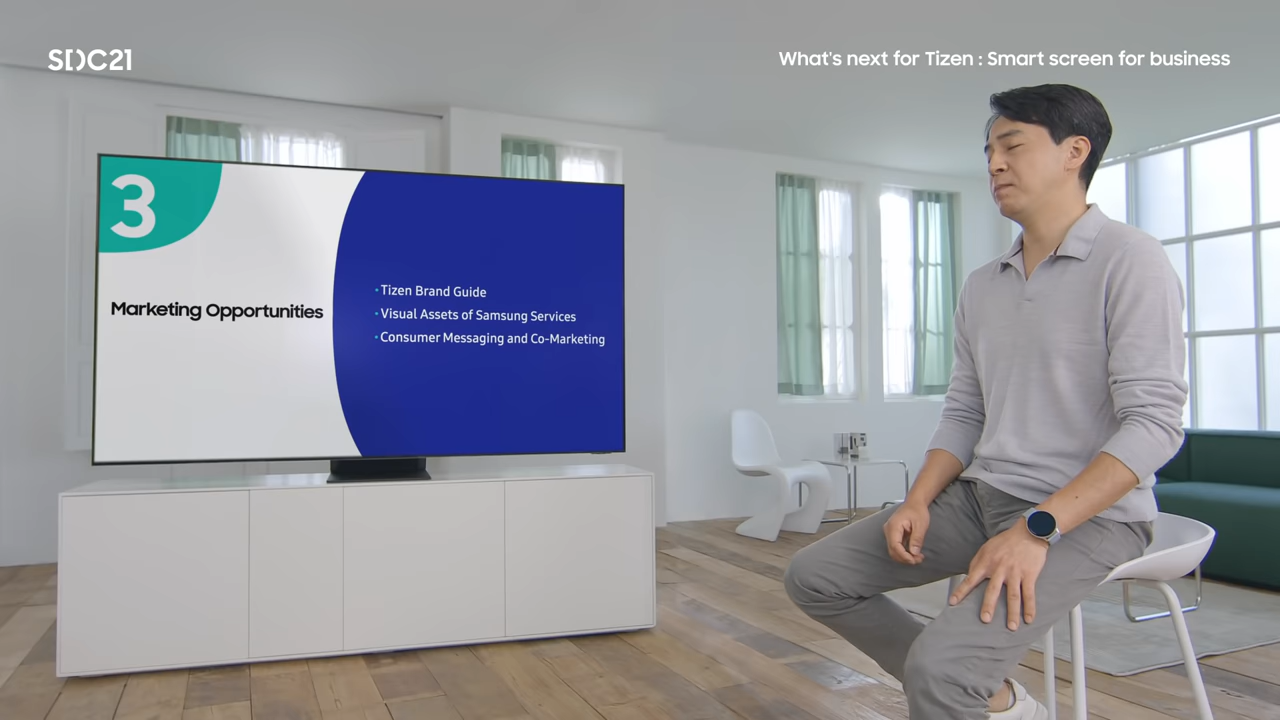 SDC21
What's next for Tizen : Smart screen for business
3
Marketing Opportunities
· Tizen Brand Guide
· Visual Assets of Samsung Services
· Consumer Messaging and Co-Marketing